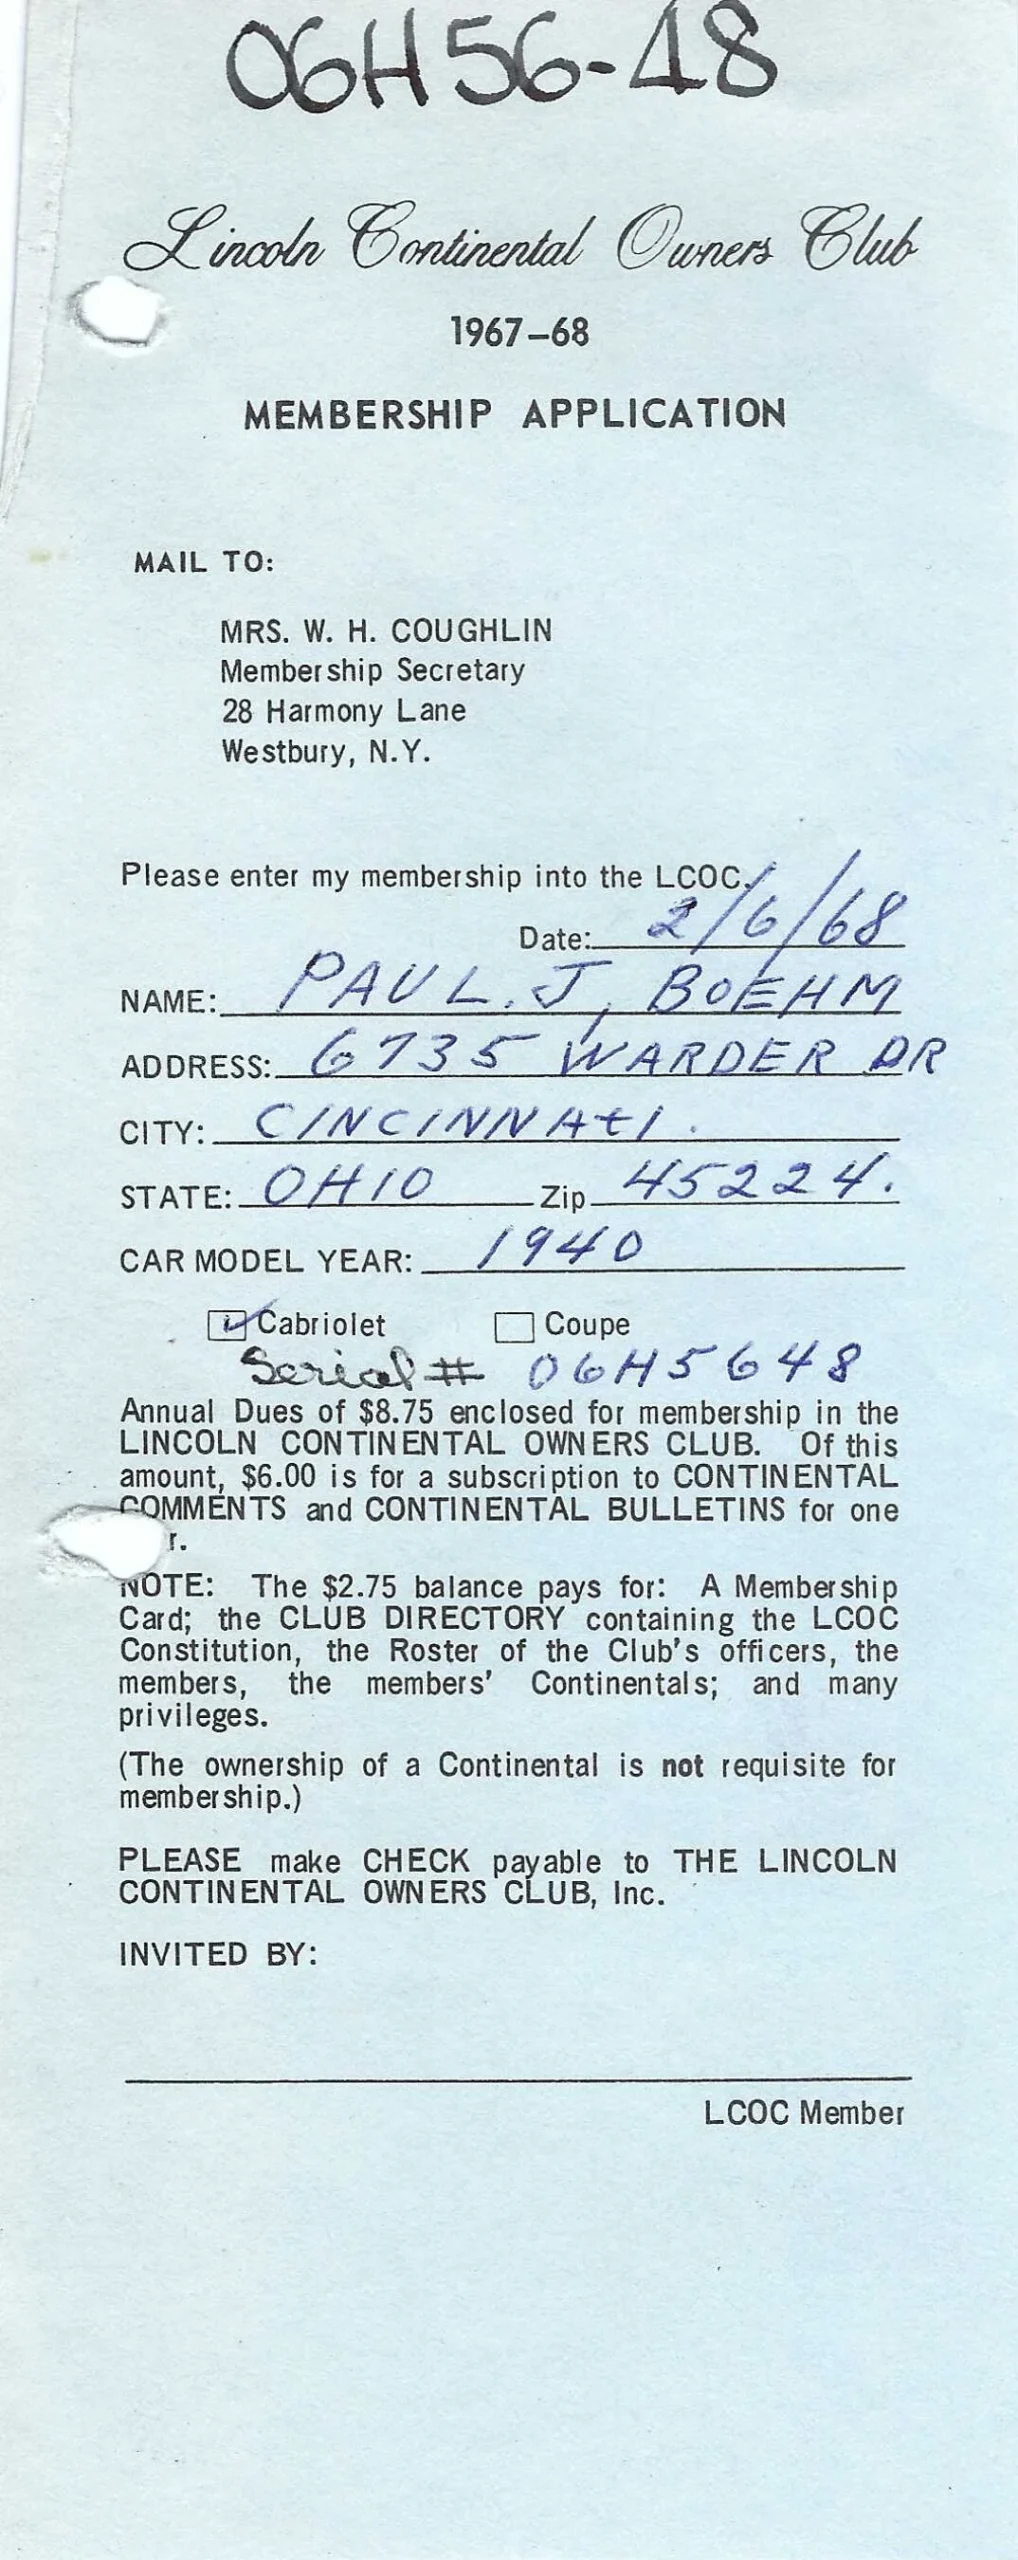 06H56-48
Lincoln Continental Owners Club
1967–68
MEMBERSHIP APPLICATION
MAIL TO:
MRS. W. H. COUGHLIN
Membership Secretary
28 Harmony Lane
Westbury, N.Y.
Please enter my membership into the LCOC.
Date: 2/6/68
NAME: PAUL. J. BOEHM
ADDRESS: 6735 WARDER DR
CITY: CINCINNAtI.
STATE: OHIO Zip 45224.
CAR MODEL YEAR: 1940
Cabriolet Coupe
Serial # 06H5648
Annual Dues of $8.75 enclosed for membership in the
LINCOLN CONTINENTAL OWNERS CLUB. Of this
amount, $6.00 is for a subscription to CONTINENTAL
COMMENTS and CONTINENTAL BULLETINS for one
r.
NOTE: The $2.75 balance pays for: A Membership
Card; the CLUB DIRECTORY containing the LCOC
Constitution, the Roster of the Club's officers, the
members, the members' Continentals; and many
privileges.
(The ownership of a Continental is not requisite for
membership.)
PLEASE make CHECK payable to THE LINCOLN
CONTINENTAL OWNERS CLUB, Inc.
INVITED BY:
LCOC Member